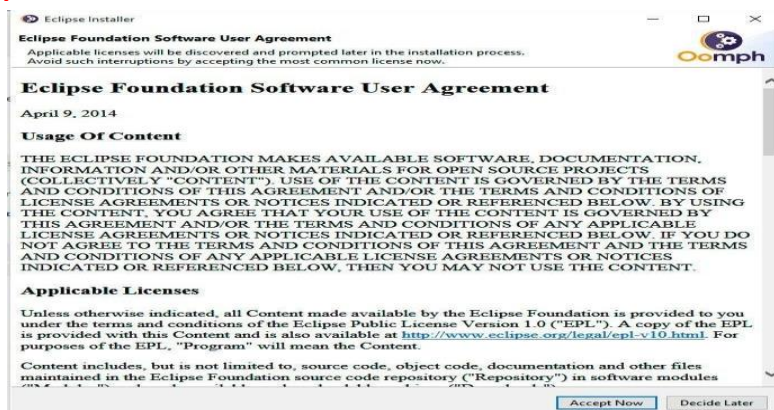 Eclipse Installer
Eclipse Foundation Software User Agreement
Applicable licenses will be discovered and prompted later in the installation process.
Avoid such interruptions by accepting the most common license now.
Oomph
Eclipse Foundation Software User Agreement
April 9, 2014
Usage Of Content
THE ECLIPSE FOUNDATION MAKES AVAILABLE SOFTWARE, DOCUMENTATION,
INFORMATION AND/OR OTHER MATERIALS FOR OPEN SOURCE PROJECTS
(COLLECTIVELY "CONTENT"). USE OF THE CONTENT IS GOVERNED BY THE TERMS
AND CONDITIONS OF THIS AGREEMENT AND/OR THE TERMS AND CONDITIONS OF
LICENSE AGREEMENTS OR NOTICES INDICATED OR REFERENCED BELOW. BY USING
THE CONTENT, YOU AGREE THAT YOUR USE OF THE CONTENT IS GOVERNED BY
THIS AGREEMENT AND/OR THE TERMS AND CONDITIONS OF ANY APPLICABLE
LICENSE AGREEMENTS OR NOTICES INDICATED OR REFERENCED BELOW. IF YOU DO
NOT AGREE TO THE TERMS AND CONDITIONS OF THIS AGREEMENT AND THE TERMS
AND CONDITIONS OF ANY APPLICABLE LICENSE AGREEMENTS OR NOTICES
INDICATED OR REFERENCED BELOW, THEN YOU MAY NOT USE THE CONTENT.
Applicable Licenses
Unless otherwise indicated, all Content made available by the Eclipse Foundation is provided to you
under the terms and conditions of the Eclipse Public License Version 1.0 ("EPL"). A copy of the EPL
is provided with this Content and is also available at http://www.eclipse.org/legal/epl-v10.html. For
purposes of the EPL, "Program" will mean the Content.
Content includes, but is not limited to, source code, object code, documentation and other files
maintained in the Eclipse Foundation source code repository ("Repository") in software modules
Accept Now
Decide Later